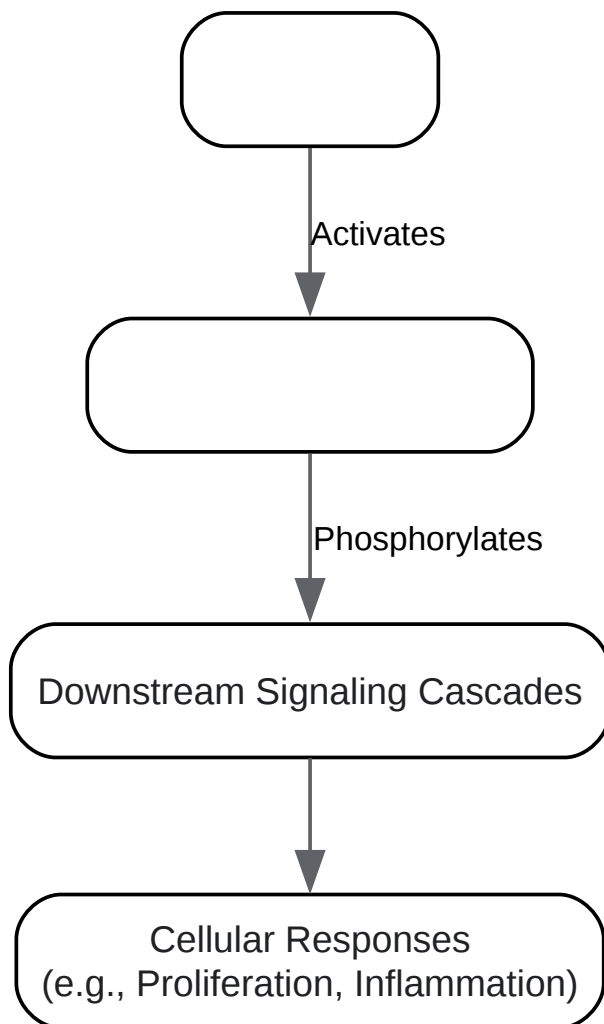 Activates
Phosphorylates
Downstream Signaling Cascades
Cellular Responses
(e.g., Proliferation, Inflammation)